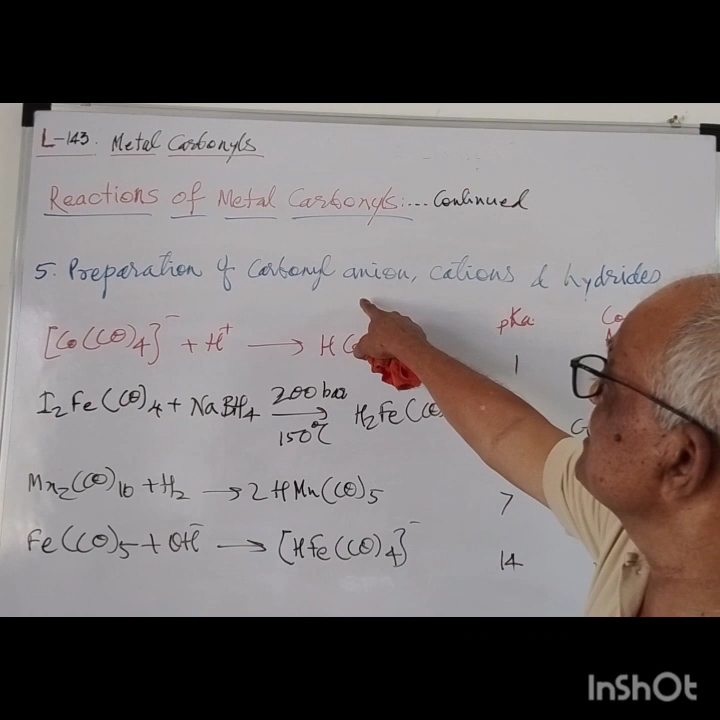 L-143. Metal Carbonyls
Reactions of Metal Carbonyls:... Continued
5. Preparation of Carbonyl anion, cations & hydrides
pKa
[Co(CO)4]⁻ + H⁺ ⟶ H 1
I2Fe(CO)4 + NaBH4 200 bar ⟶ 150°C H2Fe(CO)
Mn2(CO)10 + H2 ⟶ 2HMn(CO)5 7
Fe(CO)5 + OH⁻ ⟶ [HFe(CO)4]⁻ 14
InShOt